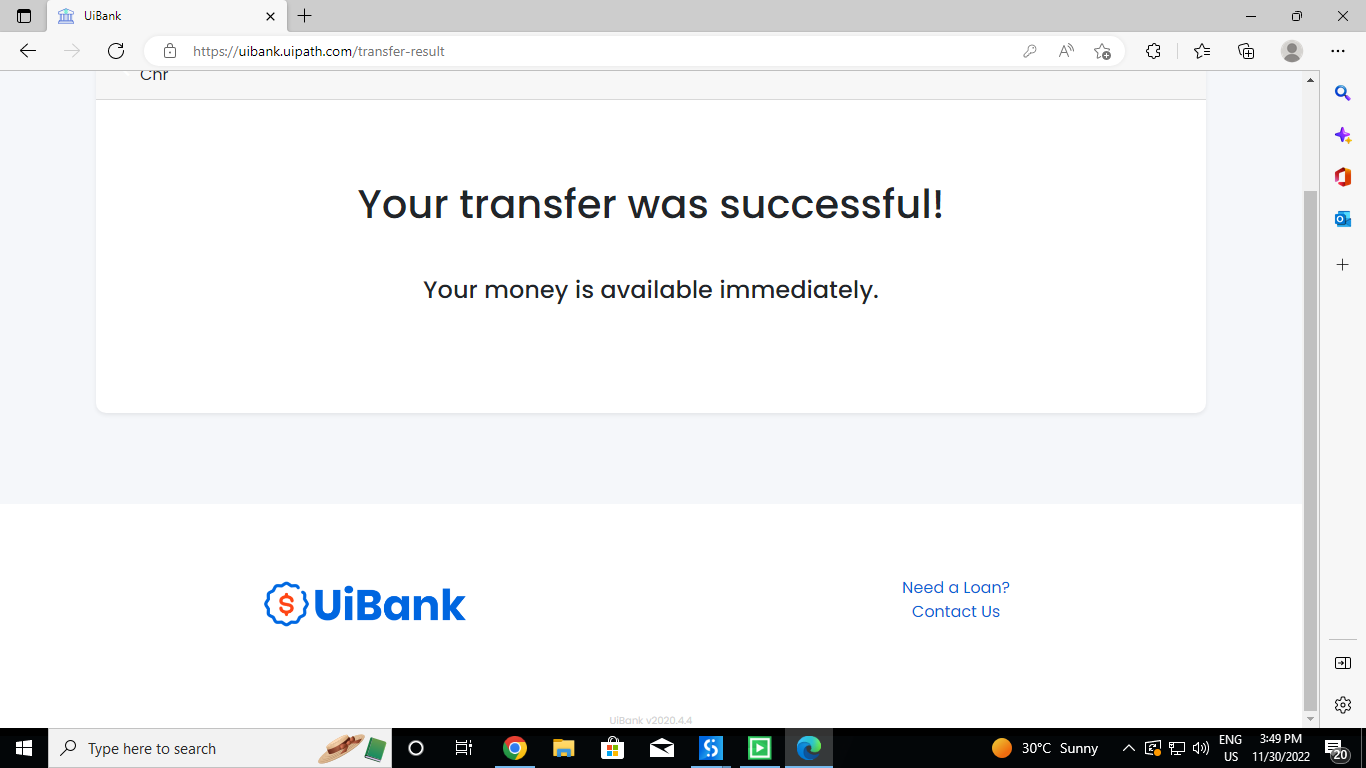 UiBank
https://uibank.uipath.com/transfer-result
Chr
Your transfer was successful!
Your money is available immediately.
UiBank
Need a Loan?
Contact Us
UiBank v2020.4.4
Type here to search
30°C Sunny
ENG
US
3:49 PM
11/30/2022
20